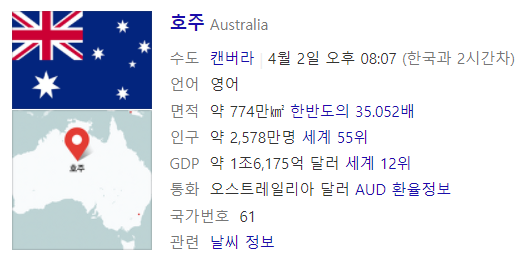 호주 Australia
수도 캔버라 | 4월 2일 오후 08:07 (한국과 2시간차)
언어 영어
면적 약 774만㎢ 한반도의 35.052배
인구 약 2,578만명 세계 55위
GDP 약 1조6,175억 달러 세계 12위
통화 오스트레일리아 달러 AUD 환율정보
국가번호 61
관련 날씨 정보
호주